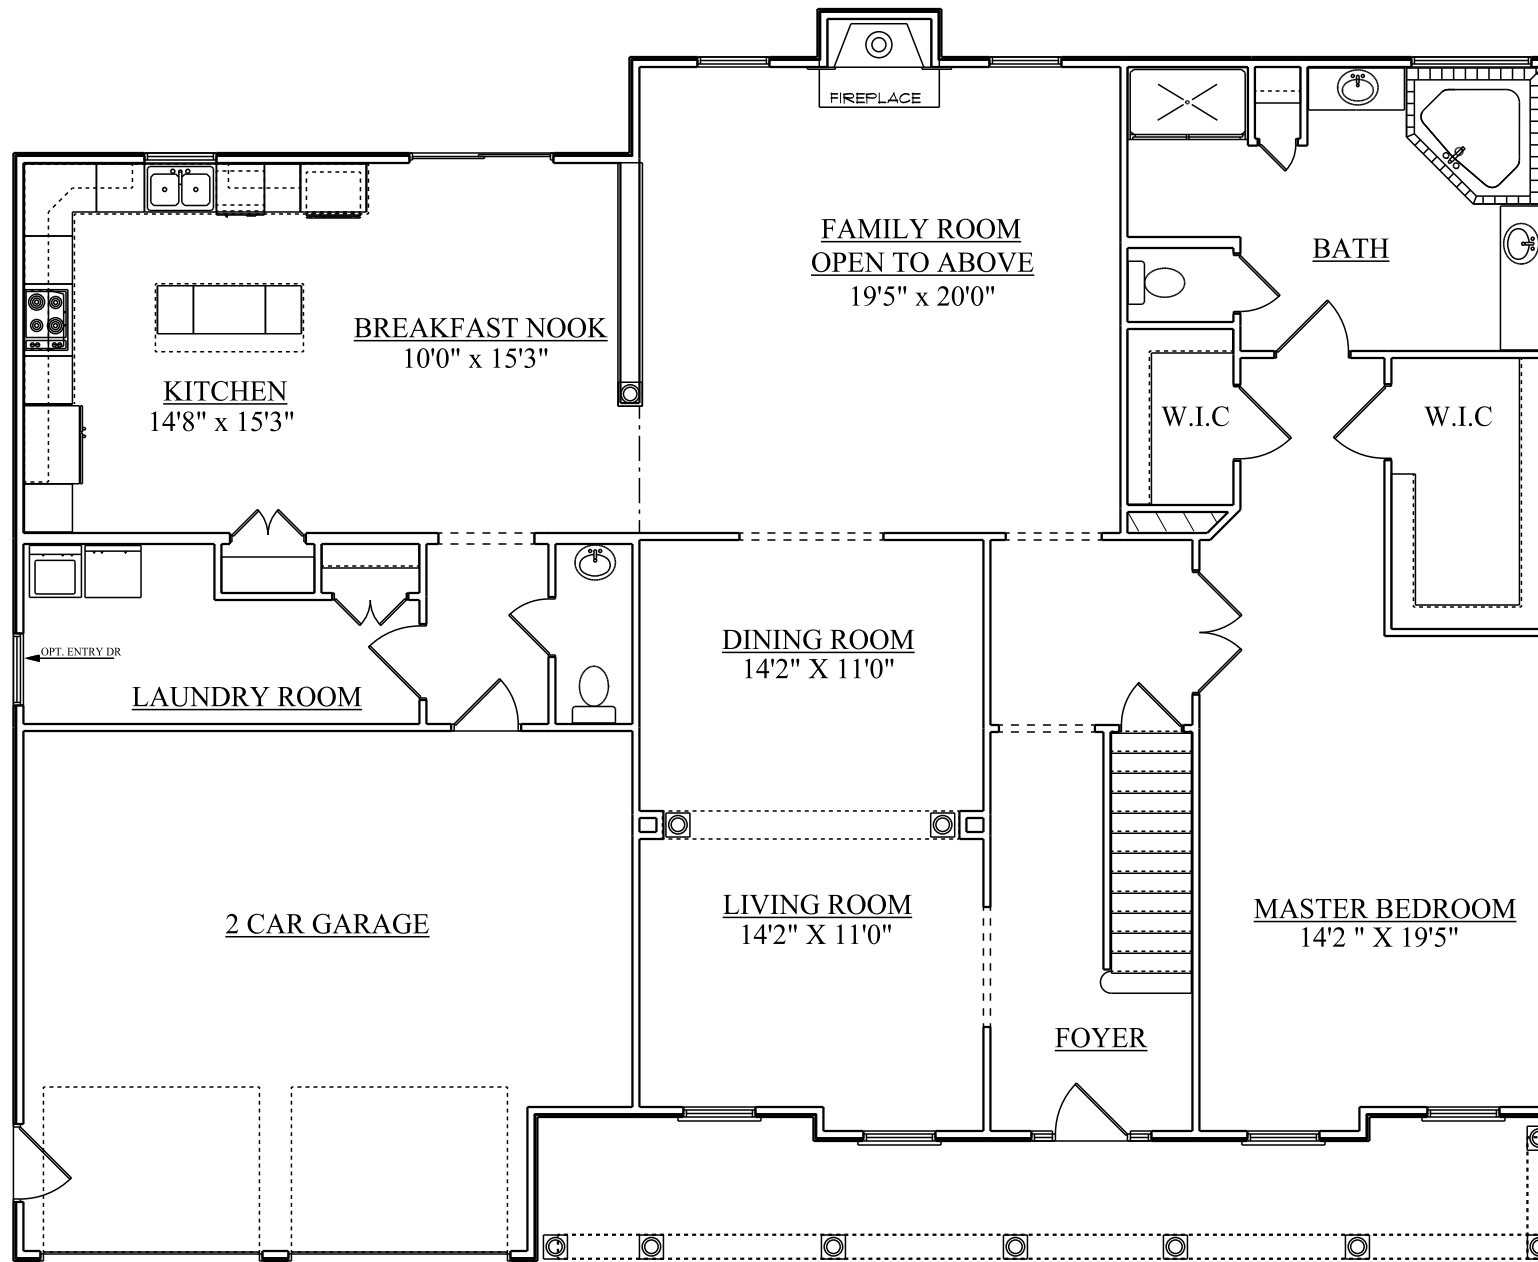 FIREPLACE
FAMILY ROOM
OPEN TO ABOVE
19'5" x 20'0"
BATH
BREAKFAST NOOK
10'0" x 15'3"
KITCHEN
14'8" x 15'3"
W.I.C
W.I.C
OPT. ENTRY DR
LAUNDRY ROOM
DINING ROOM
14'2" X 11'0"
2 CAR GARAGE
LIVING ROOM
14'2" X 11'0"
MASTER BEDROOM
14'2 " X 19'5"
FOYER